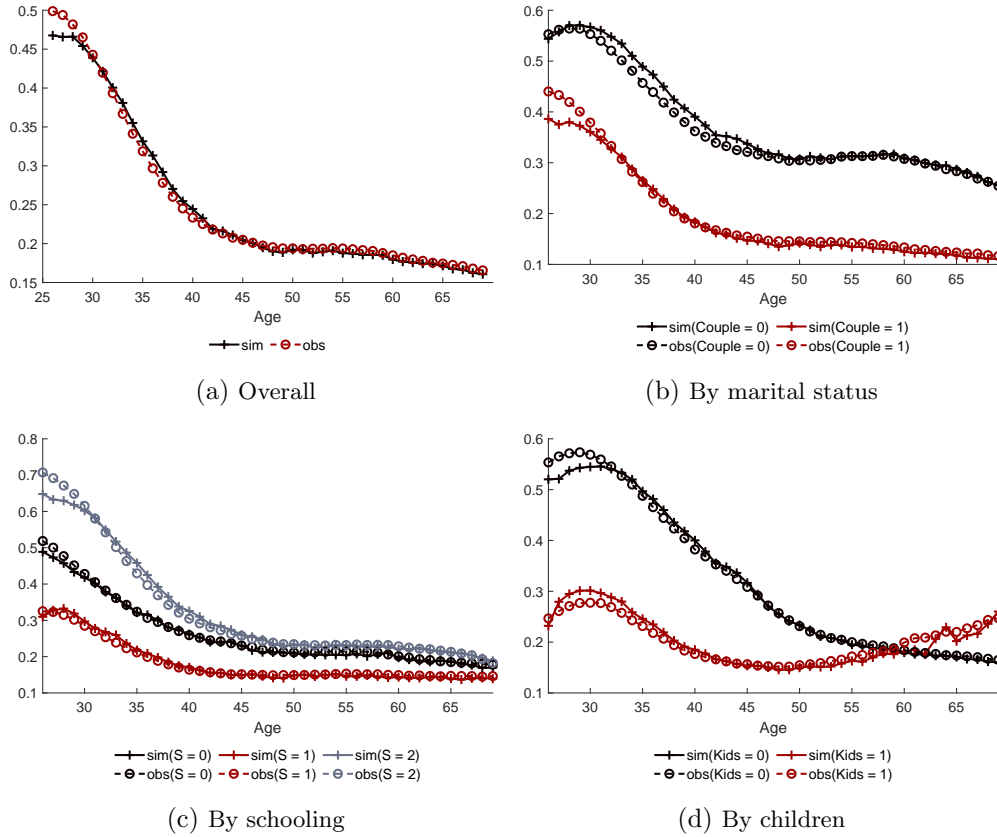 0.5
0.45
0.4
0.35
0.3
0.25
0.2
0.15
25 30 35 40 45 50 55 60 65
Age
sim obs
(a) Overall
0.6
0.5
0.4
0.3
0.2
0.1
30 35 40 45 50 55 60 65
Age
sim(Couple = 0) sim(Couple = 1)
obs(Couple = 0) obs(Couple = 1)
(b) By marital status
0.8
0.7
0.6
0.5
0.4
0.3
0.2
0.1
30 35 40 45 50 55 60 65
Age
sim(S = 0) sim(S = 1) sim(S = 2)
obs(S = 0) obs(S = 1) obs(S = 2)
(c) By schooling
0.6
0.5
0.4
0.3
0.2
0.1
30 35 40 45 50 55 60 65
Age
sim(Kids = 0) sim(Kids = 1)
obs(Kids = 0) obs(Kids = 1)
(d) By children